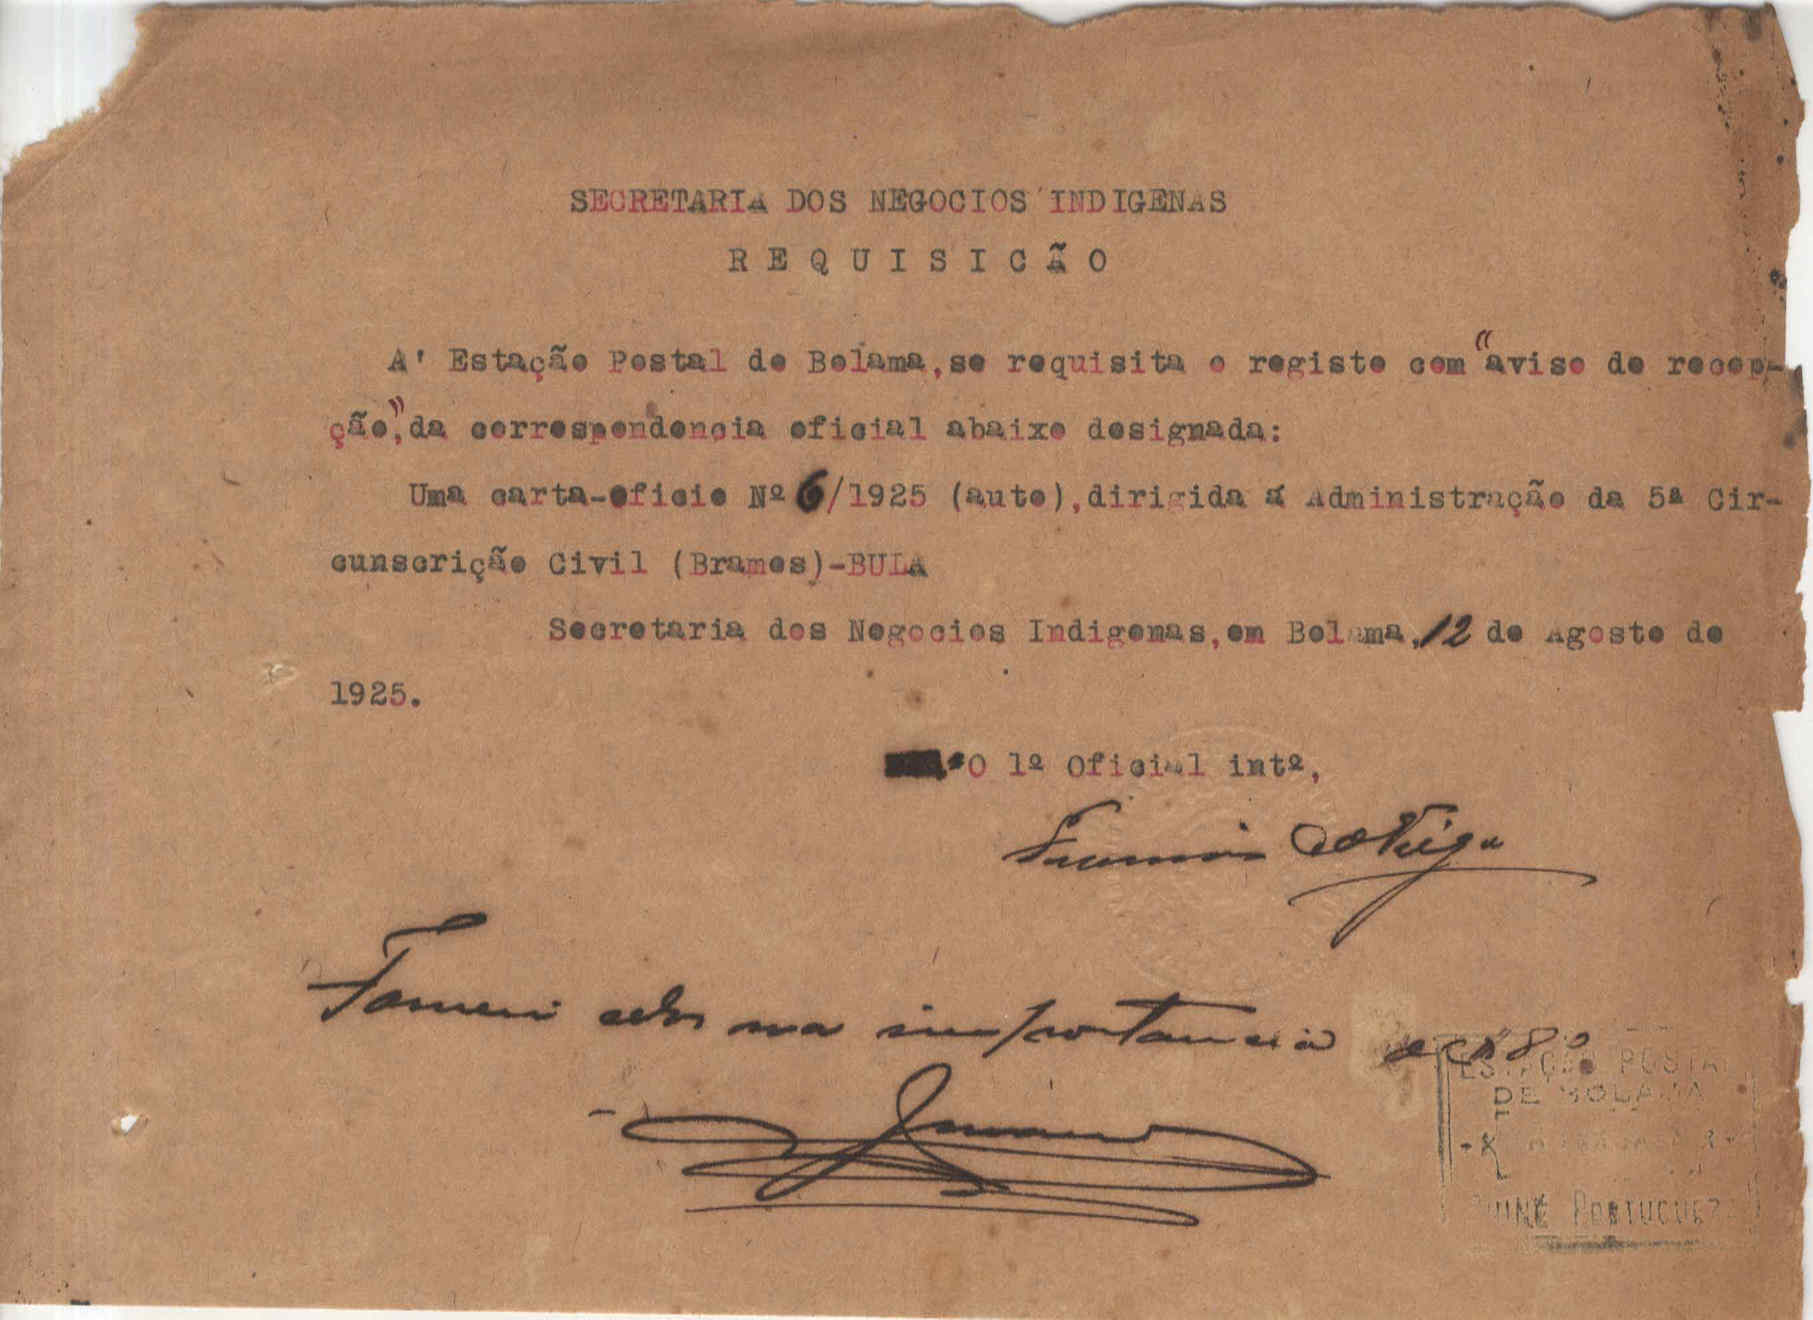 SECRETARIA DOS NEGOCIOS INDIGENAS
REQUISICÃO
A' Estação Postal de Bolama,se requisita o registo com "aviso de recep-
ção",da correspondencia oficial abaixo designada:
Uma carta-oficio Nº 6/1925 (auto),dirigida á Administração da 5ª Cir-
cunscrição Civil (Brames)-BULA
Secretaria dos Negocios Indigenas,em Bolama,12 de Agosto de
1925.
O 1º Oficial intº,
na importancia
ESTAÇÃO POSTAL
DE BOLAMA
GUINÉ PORTUGUEZA